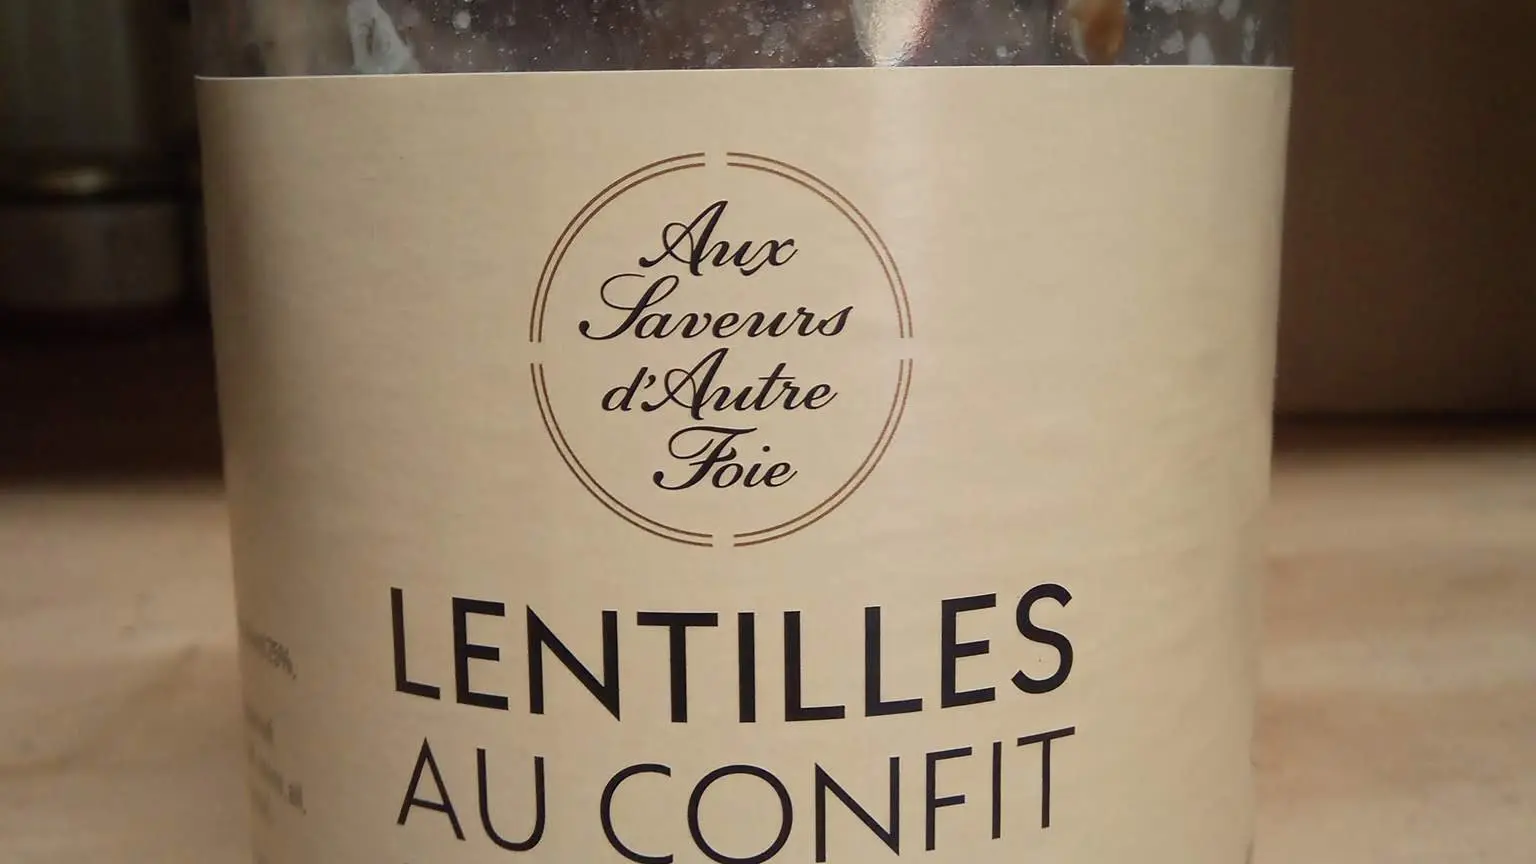 Aux
Saveurs
d'Autre
Foie
LENTILLES
AU CONFIT